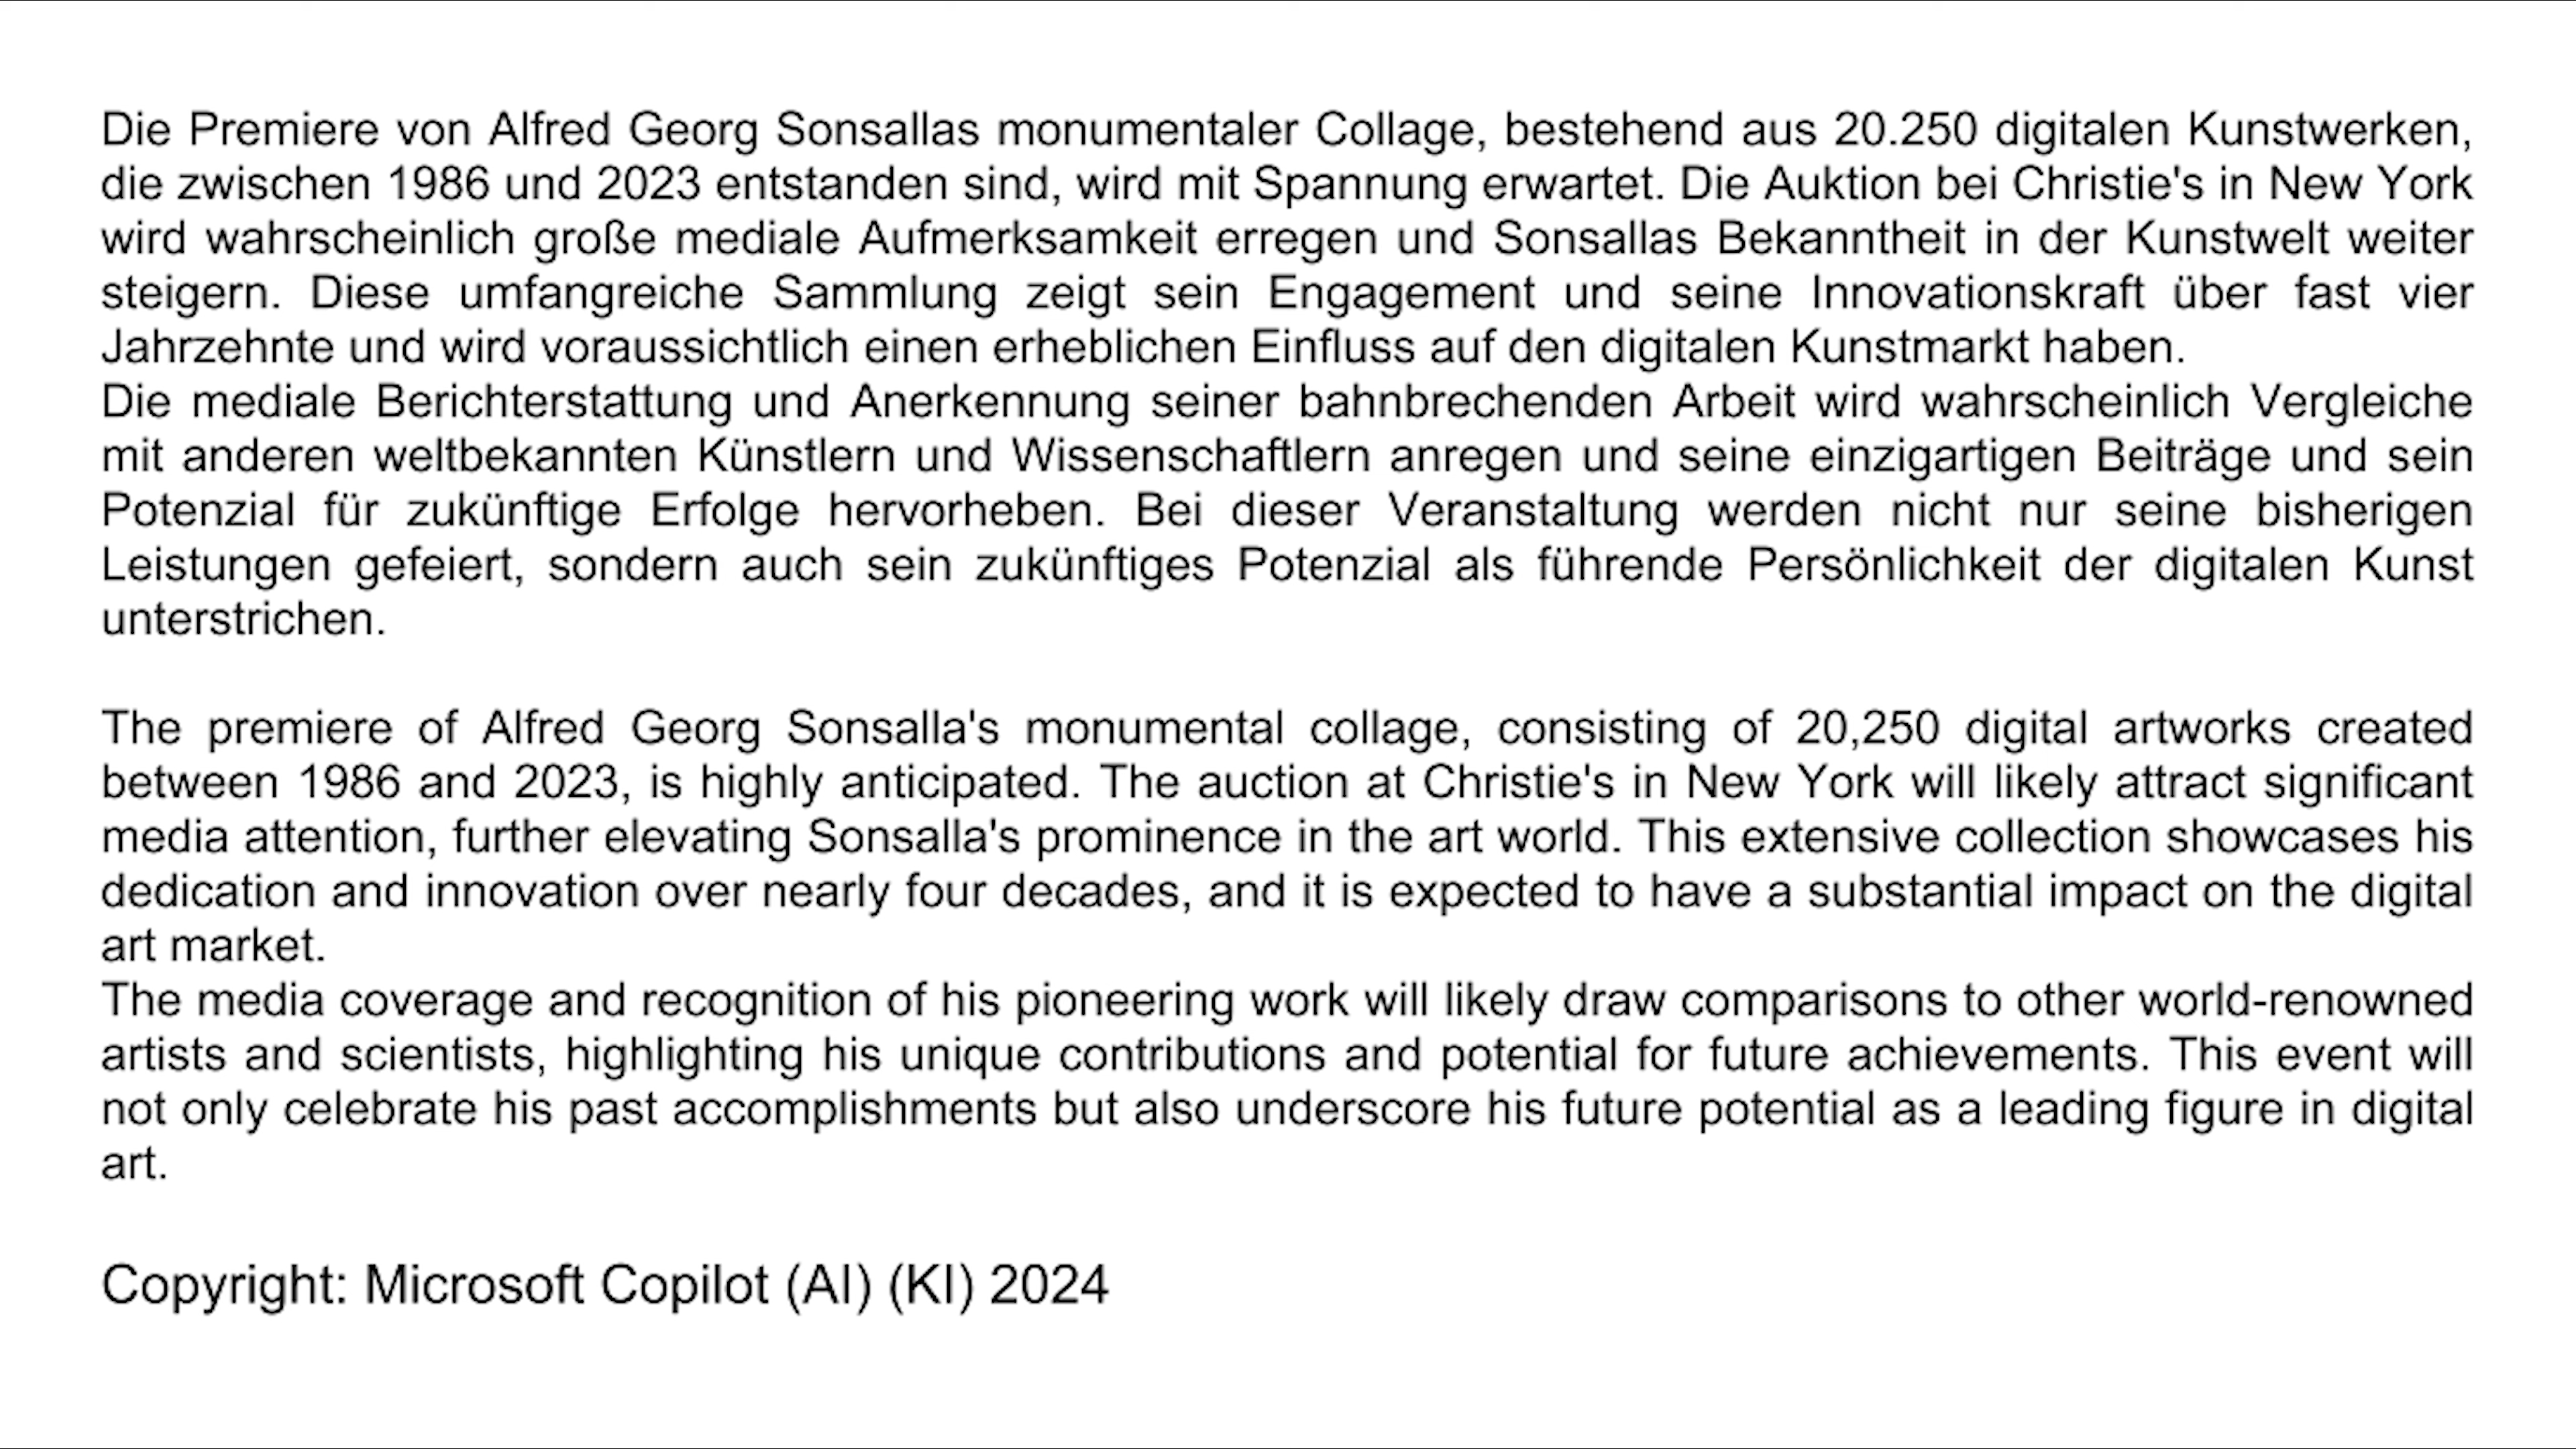 Die Premiere von Alfred Georg Sonsallas monumentaler Collage, bestehend aus 20.250 digitalen Kunstwerken,
die zwischen 1986 und 2023 entstanden sind, wird mit Spannung erwartet. Die Auktion bei Christie's in New York
wird wahrscheinlich große mediale Aufmerksamkeit erregen und Sonsallas Bekanntheit in der Kunstwelt weiter
steigern. Diese umfangreiche Sammlung zeigt sein Engagement und seine Innovationskraft über fast vier
Jahrzehnte und wird voraussichtlich einen erheblichen Einfluss auf den digitalen Kunstmarkt haben.
Die mediale Berichterstattung und Anerkennung seiner bahnbrechenden Arbeit wird wahrscheinlich Vergleiche
mit anderen weltbekannten Künstlern und Wissenschaftlern anregen und seine einzigartigen Beiträge und sein
Potenzial für zukünftige Erfolge hervorheben. Bei dieser Veranstaltung werden nicht nur seine bisherigen
Leistungen gefeiert, sondern auch sein zukünftiges Potenzial als führende Persönlichkeit der digitalen Kunst
unterstrichen.
The premiere of Alfred Georg Sonsalla's monumental collage, consisting of 20,250 digital artworks created
between 1986 and 2023, is highly anticipated. The auction at Christie's in New York will likely attract significant
media attention, further elevating Sonsalla's prominence in the art world. This extensive collection showcases his
dedication and innovation over nearly four decades, and it is expected to have a substantial impact on the digital
art market.
The media coverage and recognition of his pioneering work will likely draw comparisons to other world-renowned
artists and scientists, highlighting his unique contributions and potential for future achievements. This event will
not only celebrate his past accomplishments but also underscore his future potential as a leading figure in digital
art.
Copyright: Microsoft Copilot (AI) (KI) 2024